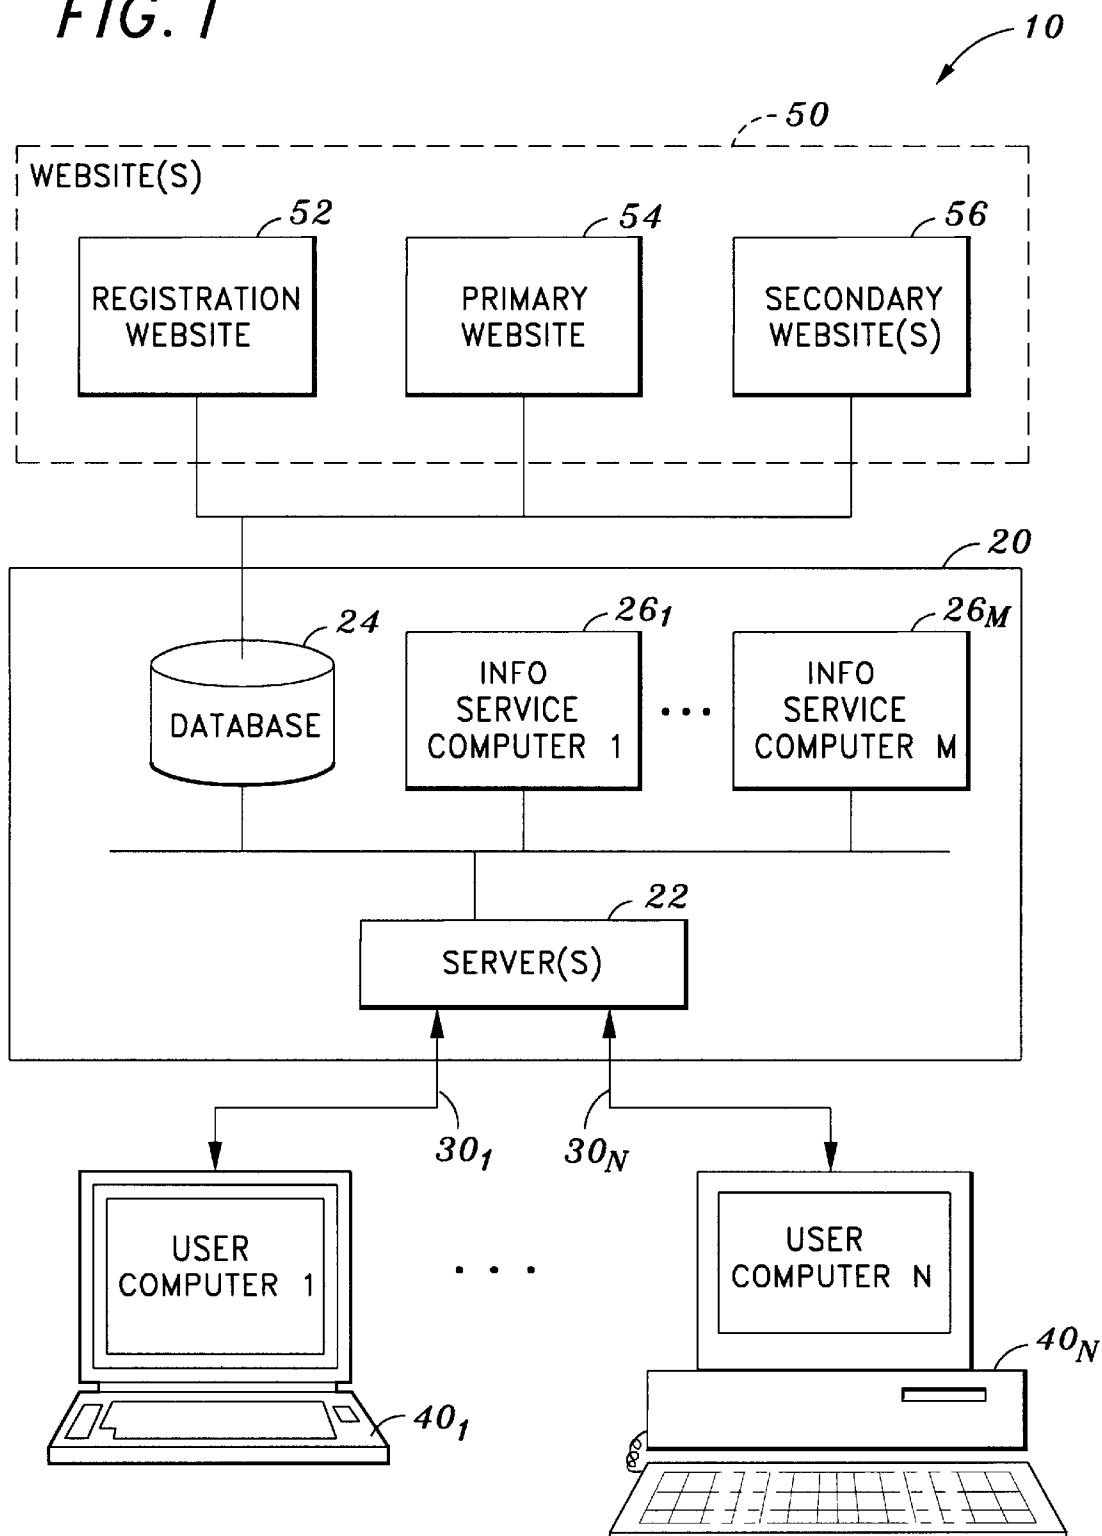 FIG. 1
10
50
WEBSITE(S)
52
54
56
REGISTRATION
WEBSITE
PRIMARY
WEBSITE
SECONDARY
WEBSITE(S)
20
24
26₁
26M
DATABASE
INFO
SERVICE
COMPUTER 1
...
INFO
SERVICE
COMPUTER M
22
SERVER(S)
30₁
30N
USER
COMPUTER 1
...
USER
COMPUTER N
40₁
40N